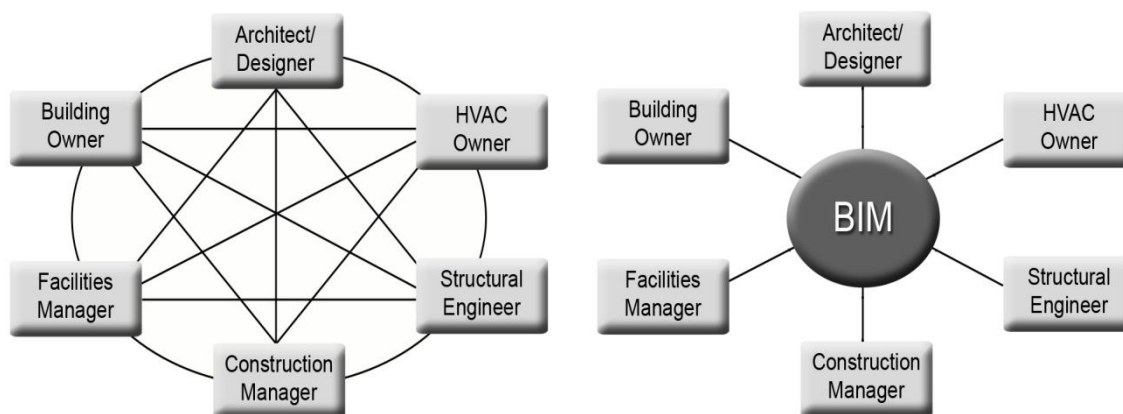 Architect/
Designer
Building
Owner
HVAC
Owner
Facilities
Manager
Structural
Engineer
Construction
Manager
Architect/
Designer
Building
Owner
HVAC
Owner
BIM
Facilities
Manager
Structural
Engineer
Construction
Manager